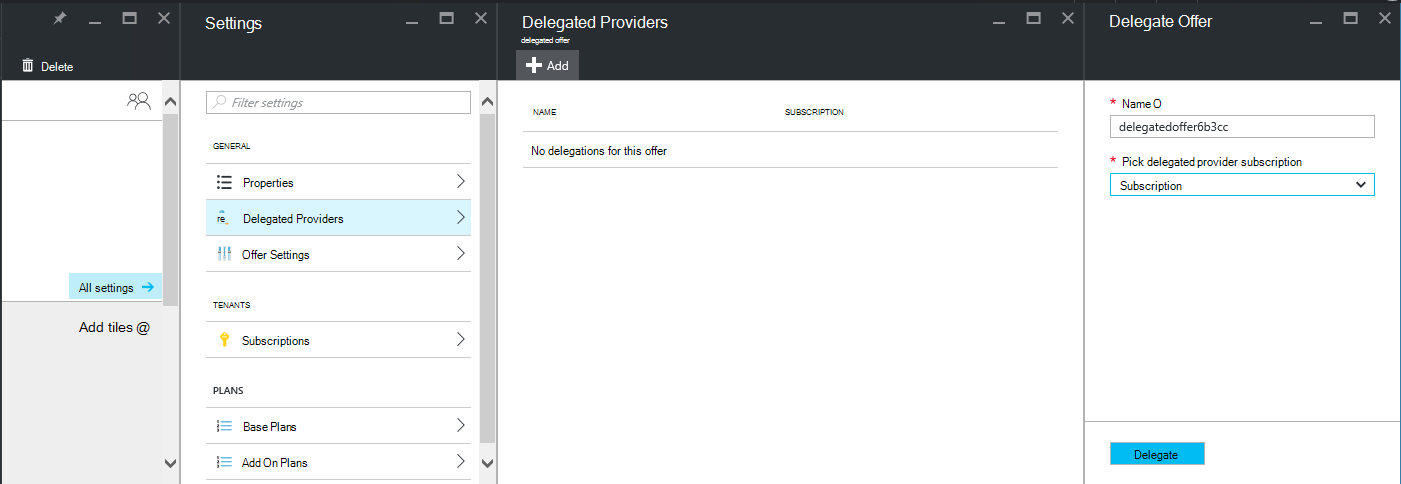 Delete
All settings
Add tiles @
Settings
Filter settings
GENERAL
Properties
re
Delegated Providers
Offer Settings
TENANTS
Subscriptions
PLANS
Base Plans
Add On Plans
Delegated Providers
delegated offer
Add
NAME SUBSCRIPTION
No delegations for this offer
Delegate Offer
* Name O
delegatedoffer6b3cc
* Pick delegated provider subscription
Subscription
Delegate